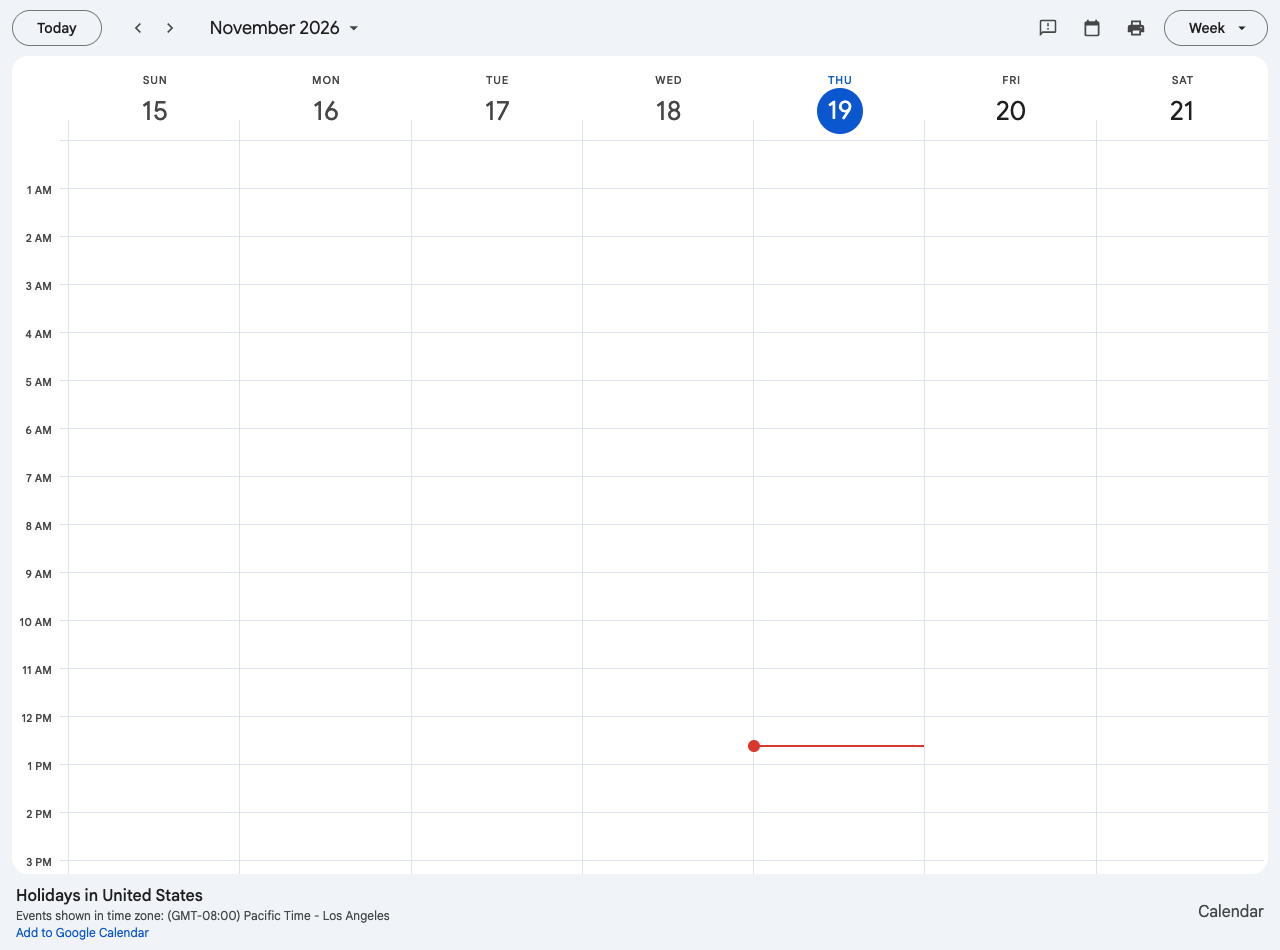 Today
November 2026
Week
SUN MON TUE WED THU FRI SAT
15 16 17 18 19 20 21
1 AM
2 AM
3 AM
4 AM
5 AM
6 AM
7 AM
8 AM
9 AM
10 AM
11 AM
12 PM
1 PM
2 PM
3 PM
Holidays in United States
Events shown in time zone: (GMT-08:00) Pacific Time - Los Angeles
Add to Google Calendar
Calendar